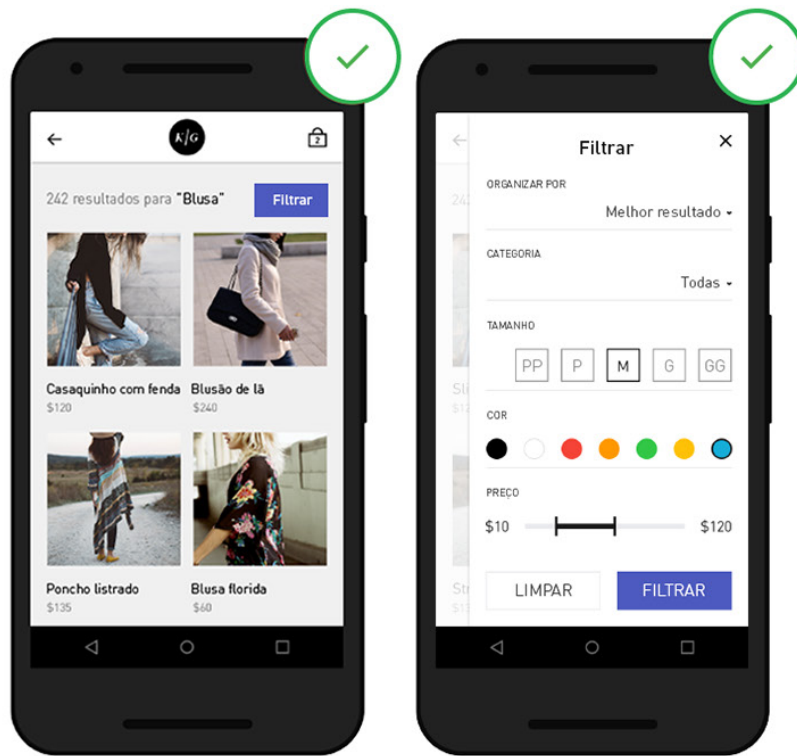 K/G
2
242 resultados para "Blusa"
Filtrar
Casaquinho com fenda
$120
Blusão de lã
$240
Poncho listrado
$135
Blusa florida
$60
Filtrar
ORGANIZAR POR
Melhor resultado
CATEGORIA
Todas
TAMANHO
PP P M G GG
COR
PREÇO
$10 $120
LIMPAR FILTRAR